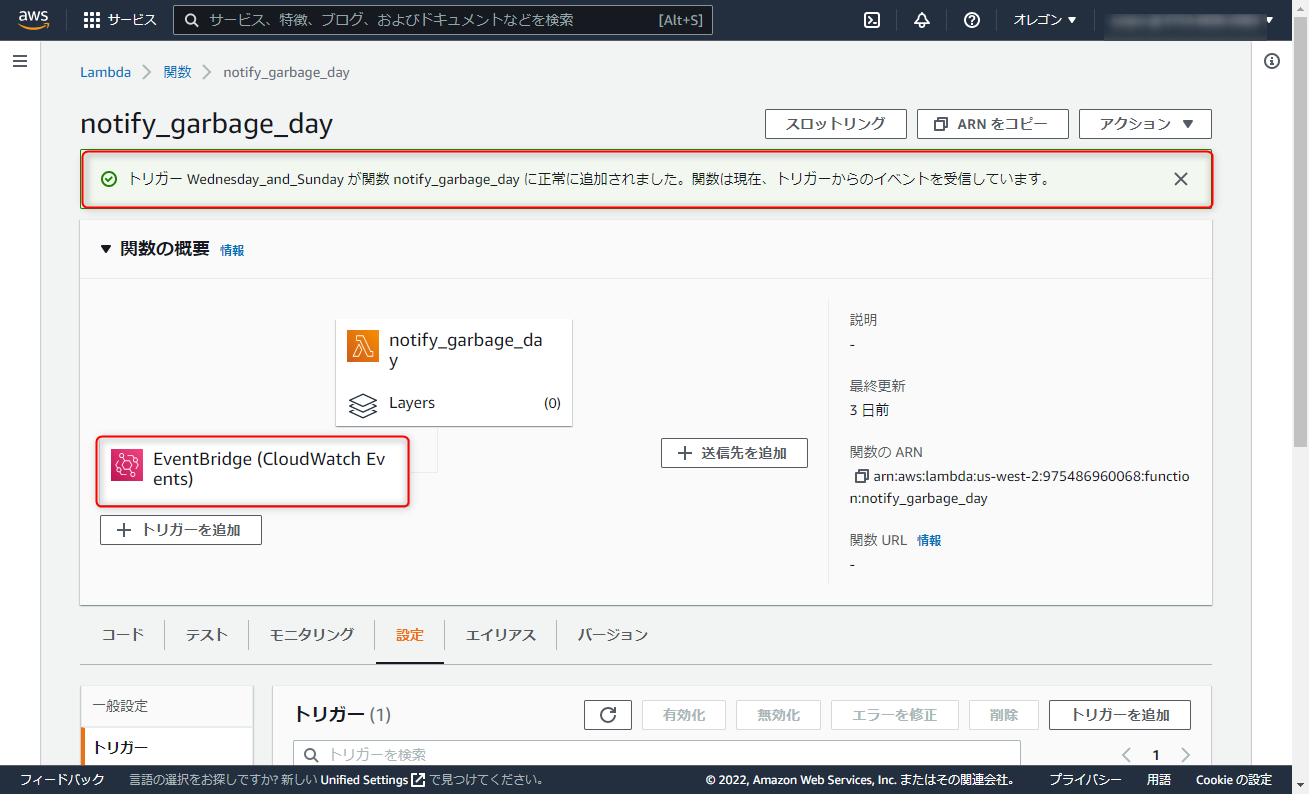 aws サービス サービス、特徴、ブログ、およびドキュメントなどを検索 [Alt+S] オレゴン ▼
Lambda 関数 notify_garbage_day
notify_garbage_day
スロットリング ARN をコピー アクション ▼
トリガー Wednesday_and_Sunday が関数 notify_garbage_day に正常に追加されました。関数は現在、トリガーからのイベントを受信しています。
▼ 関数の概要 情報
notify_garbage_da
y
Layers (0)
EventBridge (CloudWatch Ev
ents)
トリガーを追加
送信先を追加
説明
-
最終更新
3 日前
関数の ARN
arn:aws:lambda:us-west-2:975486960068:functio
n:notify_garbage_day
関数 URL 情報
-
コード テスト モニタリング 設定 エイリアス バージョン
一般設定
トリガー
トリガー (1) 有効化 無効化 エラーを修正 削除 トリガーを追加
トリガーを検索 1
フィードバック 言語の選択をお探しですか? 新しい Unified Settings で見つけてください。 © 2022, Amazon Web Services, Inc. またはその関連会社。 プライバシー 用語 Cookie の設定